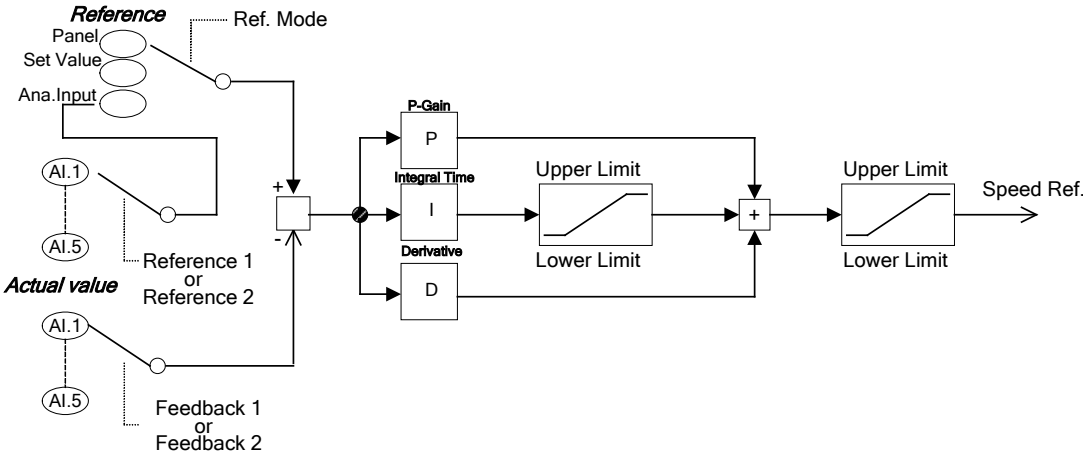 Reference
Panel
Set Value
Ana.Input
Ref. Mode
AI.1
AI.5
Reference 1
or
Reference 2
Actual value
AI.1
AI.5
Feedback 1
or
Feedback 2
+
-
P-Gain
P
Integral Time
I
Derivative
D
Upper Limit
Lower Limit
+
Upper Limit
Lower Limit
Speed Ref.